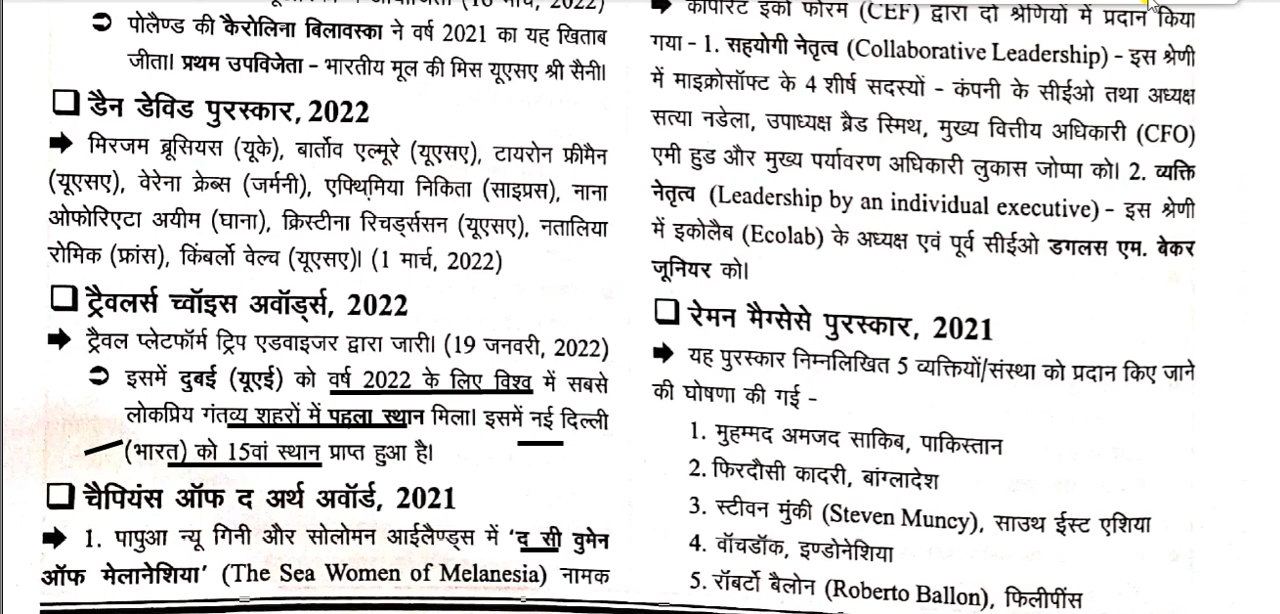 (16 मार्च, 2022)
➲ पोलैण्ड की कैरोलिना बिलावस्का ने वर्ष 2021 का यह खिताब
जीता। प्रथम उपविजेता – भारतीय मूल की मिस यूएसए श्री सैनी।
❑ डैन डेविड पुरस्कार, 2022
➡ मिरजम ब्रूसियस (यूके), बार्तोव एल्मूरे (यूएसए), टायरोन फ्रीमैन
(यूएसए), वेरेना क्रेब्स (जर्मनी), एफ्थिमिया निकिता (साइप्रस), नाना
ओफोरिएटा अयीम (घाना), क्रिस्टीना रिचर्ड्ससन (यूएसए), नतालिया
रोमिक (फ्रांस), किंबर्लो वेल्च (यूएसए)। (1 मार्च, 2022)
❑ ट्रैवलर्स च्वॉइस अवॉर्ड्स, 2022
➡ ट्रैवल प्लेटफॉर्म ट्रिप एडवाइजर द्वारा जारी। (19 जनवरी, 2022)
➲ इसमें दुबई (यूएई) को वर्ष 2022 के लिए विश्व में सबसे
लोकप्रिय गंतव्य शहरों में पहला स्थान मिला। इसमें नई दिल्ली
(भारत) को 15वां स्थान प्राप्त हुआ है।
❑ चैपियंस ऑफ द अर्थ अवॉर्ड, 2021
➡ 1. पापुआ न्यू गिनी और सोलोमन आईलैण्ड्स में ‘द सी वुमेन
ऑफ मेलानेशिया’ (The Sea Women of Melanesia) नामक
➡ कॉर्पोरेट इको फोरम (CEF) द्वारा दो श्रेणियों में प्रदान किया
गया – 1. सहयोगी नेतृत्व (Collaborative Leadership) – इस श्रेणी
में माइक्रोसॉफ्ट के 4 शीर्ष सदस्यों – कंपनी के सीईओ तथा अध्यक्ष
सत्या नडेला, उपाध्यक्ष ब्रैड स्मिथ, मुख्य वित्तीय अधिकारी (CFO)
एमी हुड और मुख्य पर्यावरण अधिकारी लुकास जोप्पा को। 2. व्यक्ति
नेतृत्व (Leadership by an individual executive) – इस श्रेणी
में इकोलैब (Ecolab) के अध्यक्ष एवं पूर्व सीईओ डगलस एम. बेकर
जूनियर को।
❑ रेमन मैग्सेसे पुरस्कार, 2021
➡ यह पुरस्कार निम्नलिखित 5 व्यक्तियों/संस्था को प्रदान किए जाने
की घोषणा की गई –
1. मुहम्मद अमजद साकिब, पाकिस्तान
2. फिरदौसी कादरी, बांग्लादेश
3. स्टीवन मुंकी (Steven Muncy), साउथ ईस्ट एशिया
4. वॉचडॉक, इण्डोनेशिया
5. रॉबर्टो बैलोन (Roberto Ballon), फिलीपींस